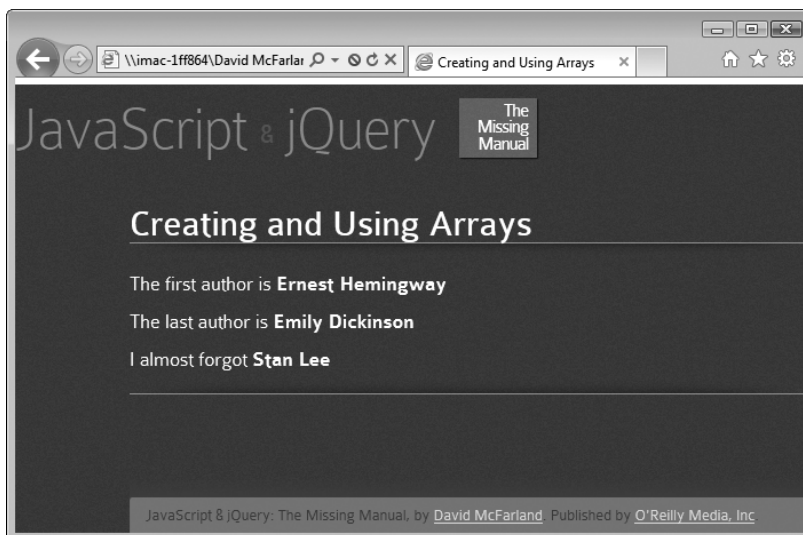 \\imac-1ff864\David McFarlar
Creating and Using Arrays
JavaScript & jQuery
The
Missing
Manual
Creating and Using Arrays
The first author is Ernest Hemingway
The last author is Emily Dickinson
I almost forgot Stan Lee
JavaScript & jQuery: The Missing Manual, by David McFarland. Published by O'Reilly Media, Inc.